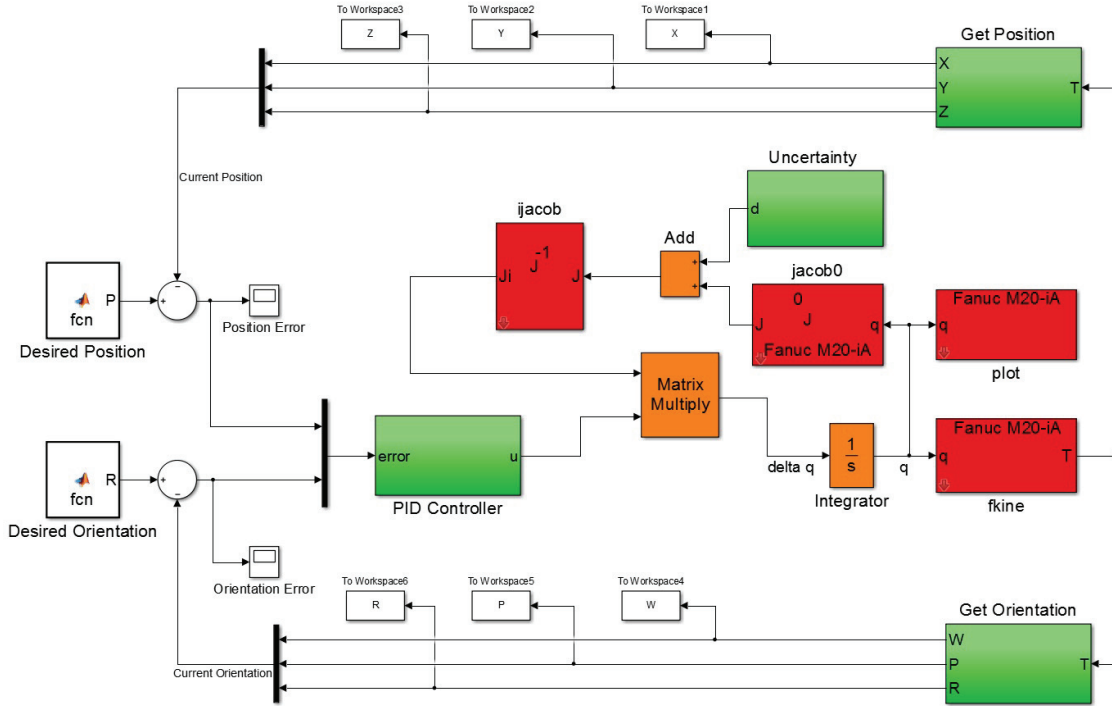 To Workspace3
To Workspace2
To Workspace1
Z
Y
X
Get Position
X
Y
Z
T
Current Position
Uncertainty
d
ijacob
-1
J
Ji
J
Add
+
+
jacob0
0
J
J
q
Fanuc M20-iA
Fanuc M20-iA
q
plot
fcn
P
Desired Position
+
−
Position Error
Matrix
Multiply
fcn
R
Desired Orientation
+
−
error
u
PID Controller
delta q
1
s
Integrator
q
Fanuc M20-iA
q
T
fkine
Orientation Error
To Workspace6
To Workspace5
To Workspace4
R
P
W
Get Orientation
W
P
R
T
Current Orientation